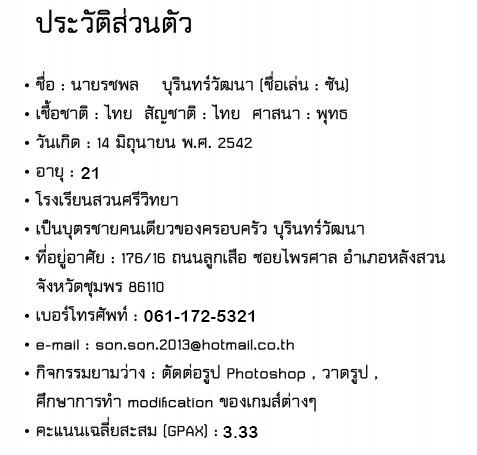 ประวัติส่วนตัว
• ชื่อ : นายรชพล บุรินทร์วัฒนา (ชื่อเล่น : ซัน)
• เชื้อชาติ : ไทย สัญชาติ : ไทย ศาสนา : พุทธ
• วันเกิด : 14 มิถุนายน พ.ศ. 2542
• อายุ : 21
• โรงเรียนสวนศรีวิทยา
• เป็นบุตรชายคนเดียวของครอบครัว บุรินทร์วัฒนา
• ที่อยู่อาศัย : 176/16 ถนนลูกเสือ ซอยไพรศาล อำเภอหลังสวน
จังหวัดชุมพร 86110
• เบอร์โทรศัพท์ : 061-172-5321
• e-mail : son.son.2013@hotmail.co.th
• กิจกรรมยามว่าง : ตัดต่อรูป Photoshop , วาดรูป ,
ศึกษาการทำ modification ของเกมส์ต่างๆ
• คะแนนเฉลี่ยสะสม (GPAX) : 3.33